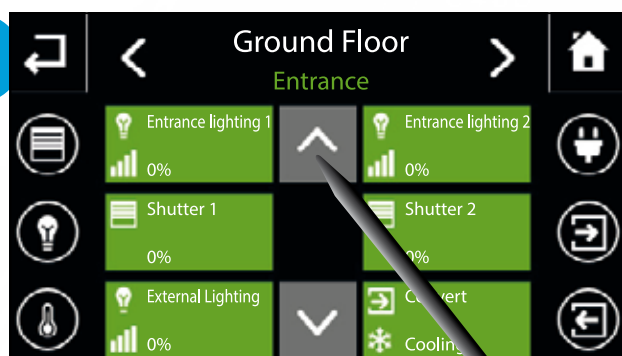 Ground Floor
Entrance
Entrance lighting 1
0%
Entrance lighting 2
0%
Shutter 1
0%
Shutter 2
0%
External Lighting
0%
Cooling